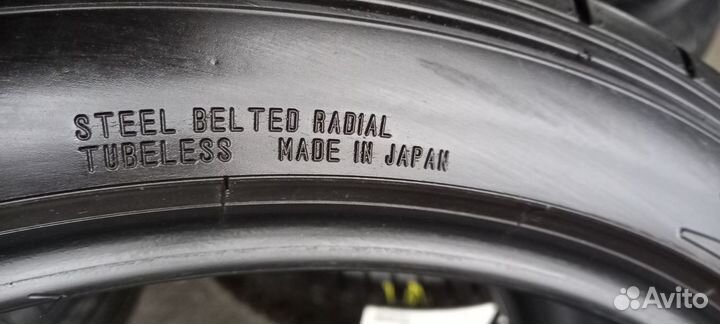 STEEL BELTED RADIAL
TUBELESS MADE IN JAPAN
Avito